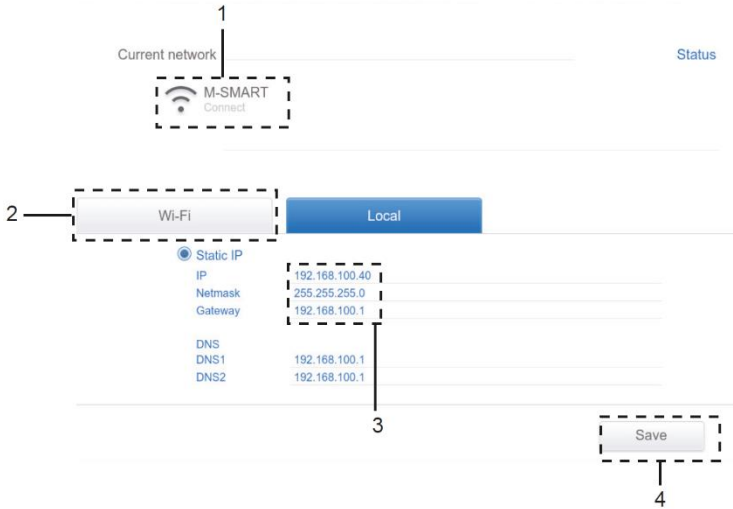 1
Current network
Status
M-SMART
Connect
2
Wi-Fi
Local
Static IP
IP 192.168.100.40
Netmask 255.255.255.0
Gateway 192.168.100.1
DNS
DNS1 192.168.100.1
DNS2 192.168.100.1
3
Save
4